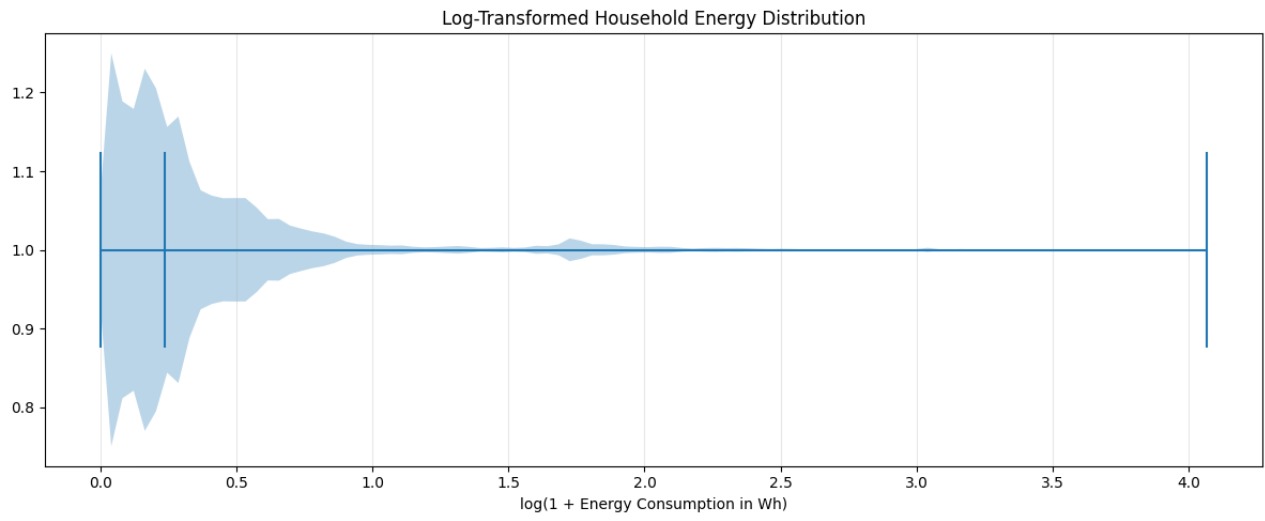 Log-Transformed Household Energy Distribution
1.2
1.1
1.0
0.9
0.8
0.0 0.5 1.0 1.5 2.0 2.5 3.0 3.5 4.0
log(1 + Energy Consumption in Wh)